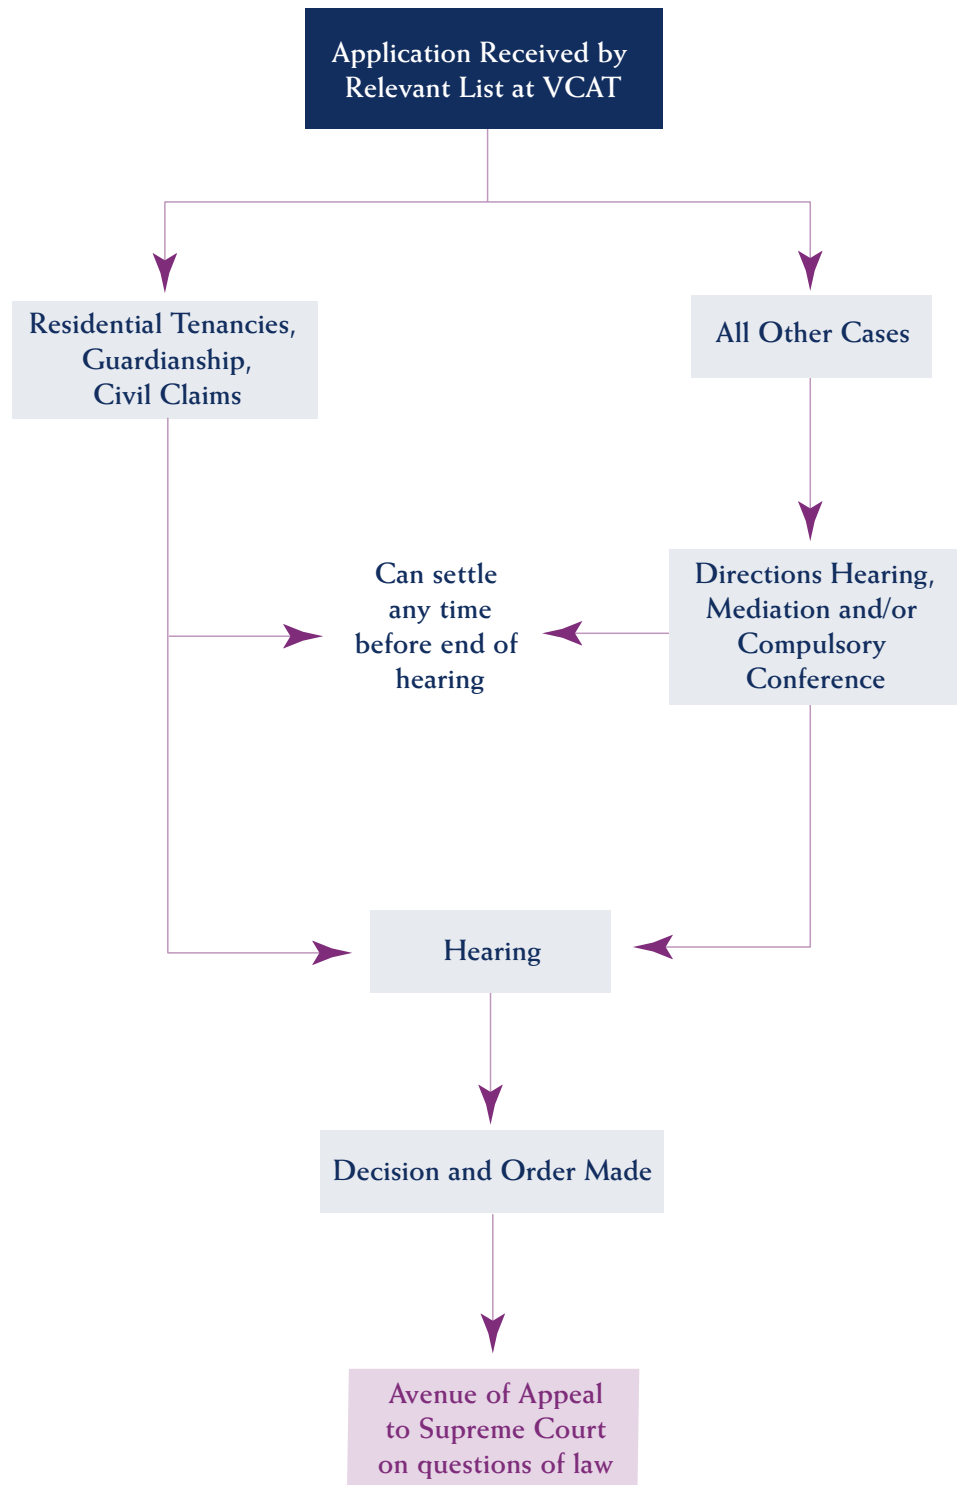 Application Received by
Relevant List at VCAT
Residential Tenancies,
Guardianship,
Civil Claims
All Other Cases
Can settle
any time
before end of
hearing
Directions Hearing,
Mediation and/or
Compulsory
Conference
Hearing
Decision and Order Made
Avenue of Appeal
to Supreme Court
on questions of law